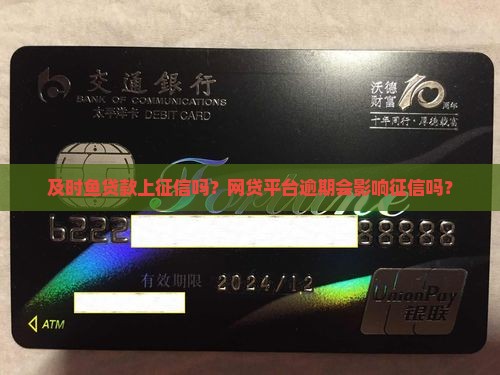 交通銀行
BANK OF COMMUNICATIONS
太平洋卡 DEBIT CARD
沃德
财富 10 周年
十年同行·厚德载富
及时鱼贷款上征信吗？网贷平台逾期会影响征信吗？
Fortune
6222 88888
有效期限 2024/12
ATM
UnionPay
银联